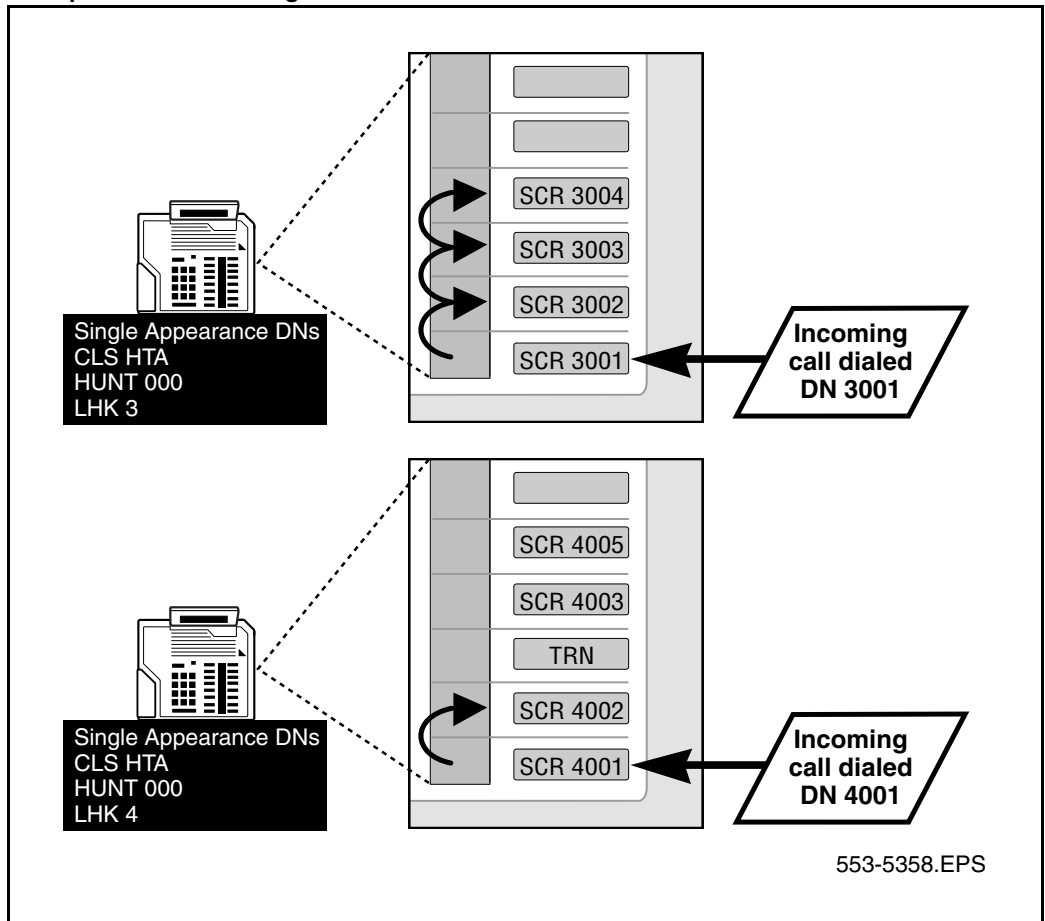 SCR 3004
SCR 3003
SCR 3002
SCR 3001
Single Appearance DNs
CLS HTA
HUNT 000
LHK 3
Incoming
call dialed
DN 3001
SCR 4005
SCR 4003
TRN
SCR 4002
SCR 4001
Single Appearance DNs
CLS HTA
HUNT 000
LHK 4
Incoming
call dialed
DN 4001
553-5358.EPS